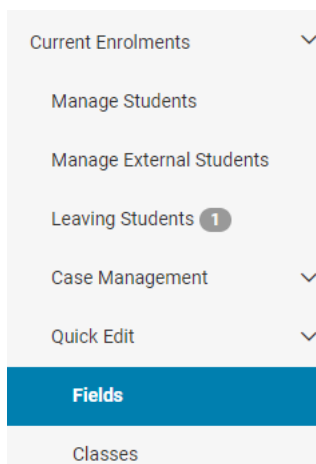 Current Enrolments
Manage Students
Manage External Students
Leaving Students 1
Case Management
Quick Edit
Fields
Classes